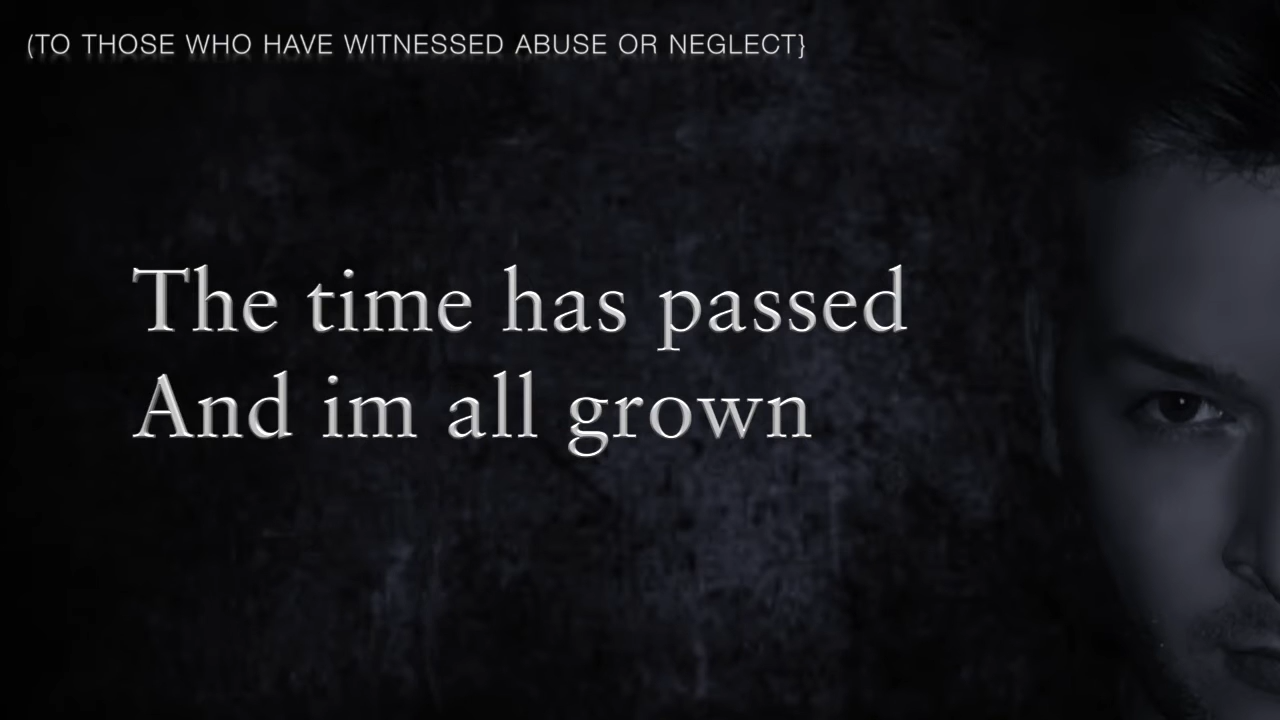 (TO THOSE WHO HAVE WITNESSED ABUSE OR NEGLECT}
The time has passed
And im all grown